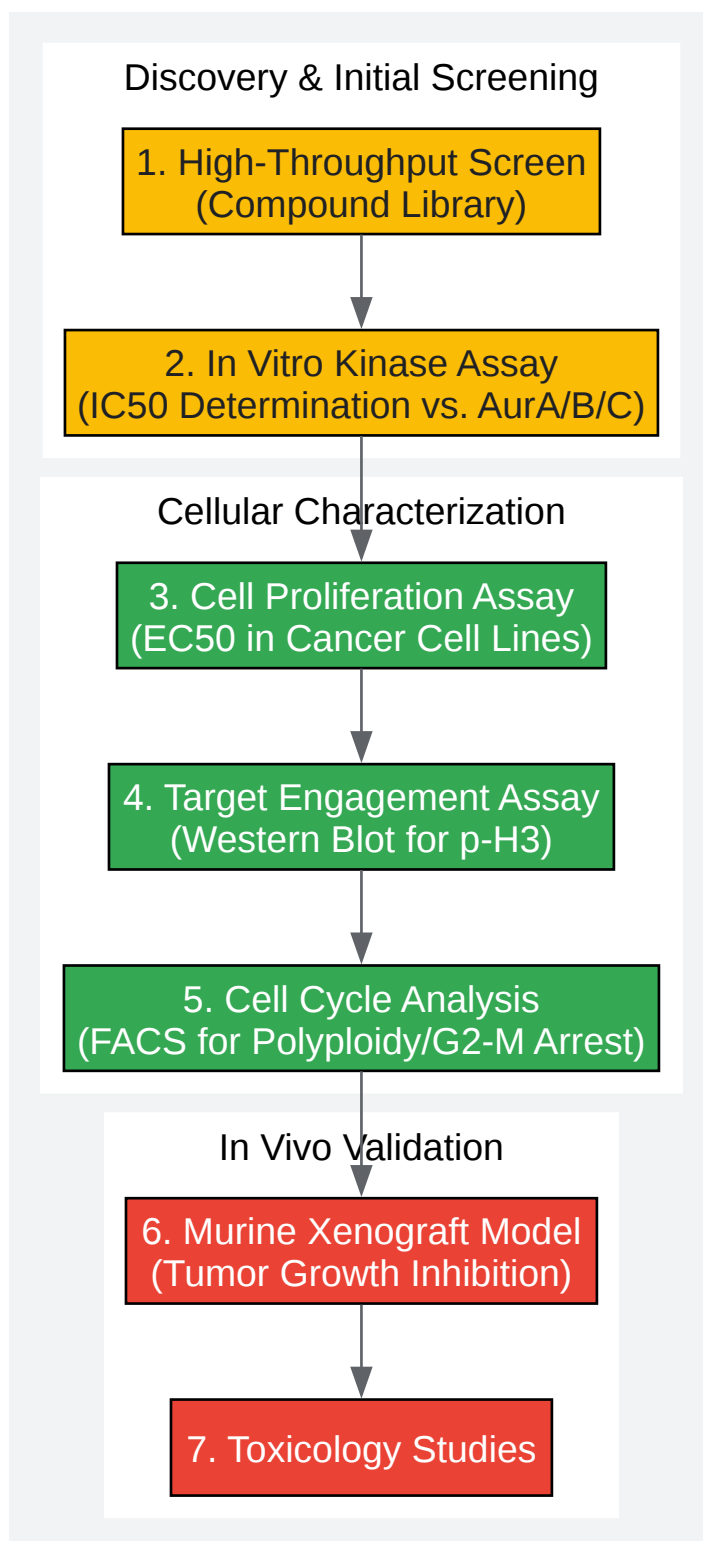 Discovery & Initial Screening
1. High-Throughput Screen
(Compound Library)
2. In Vitro Kinase Assay
(IC50 Determination vs. AurA/B/C)
Cellular Characterization
3. Cell Proliferation Assay
(EC50 in Cancer Cell Lines)
4. Target Engagement Assay
(Western Blot for p-H3)
5. Cell Cycle Analysis
(FACS for Polyploidy/G2-M Arrest)
In Vivo Validation
6. Murine Xenograft Model
(Tumor Growth Inhibition)
7. Toxicology Studies